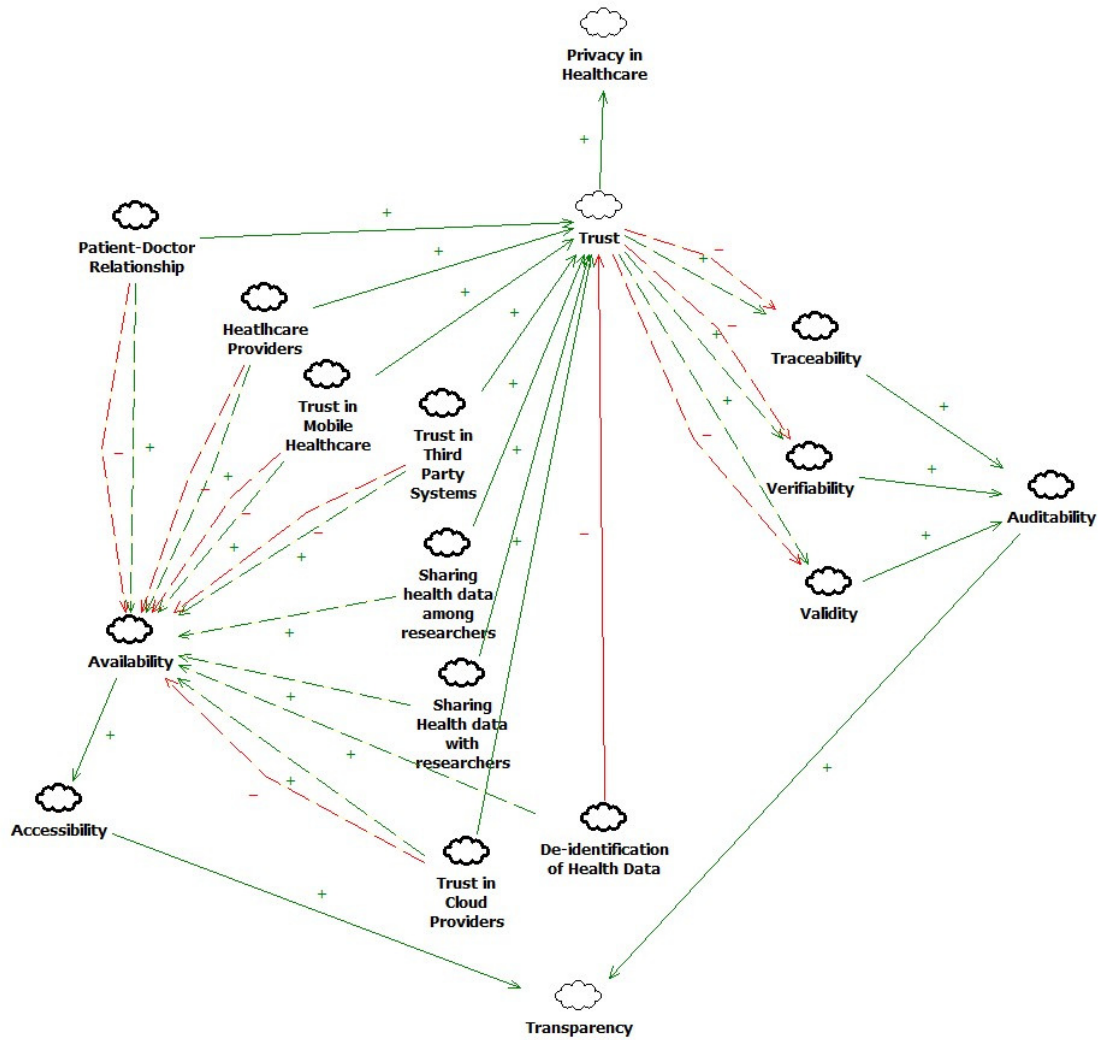 Privacy in
Healthcare
+
Trust
+
Patient-Doctor
Relationship
+
+
Heatlhcare
Providers
+
Trust in
Mobile
Healthcare
+
Trust in
Third
Party
Systems
−
+
−
+
−
+
Traceability
+
+
Verifiability
+
Auditability
+
Validity
−
+
−
+
−
+
−
+
+
+
+
−
Sharing
health data
among
researchers
+
Availability
Sharing
Health data
with
researchers
+
+
+
+
−
+
Accessibility
De-identification
of Health Data
Trust in
Cloud
Providers
+
Transparency